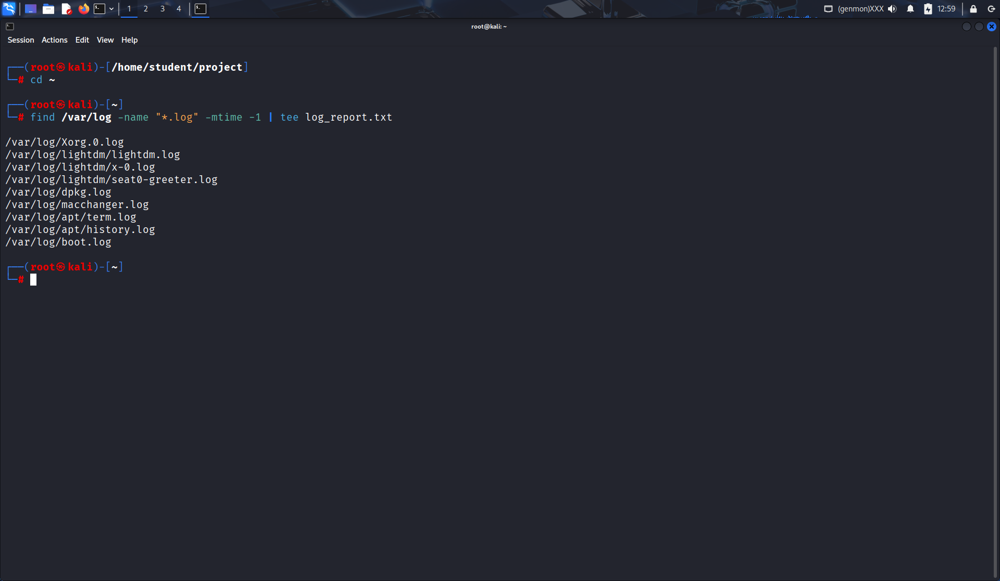 1 2 3 4 (genmon)XXX 12:59
root@kali: ~
Session Actions Edit View Help
┌──(root㉿kali)-[/home/student/project]
└─# cd ~
┌──(root㉿kali)-[~]
└─# find /var/log -name "*.log" -mtime -1 | tee log_report.txt
/var/log/Xorg.0.log
/var/log/lightdm/lightdm.log
/var/log/lightdm/x-0.log
/var/log/lightdm/seat0-greeter.log
/var/log/dpkg.log
/var/log/macchanger.log
/var/log/apt/term.log
/var/log/apt/history.log
/var/log/boot.log
┌──(root㉿kali)-[~]
└─#